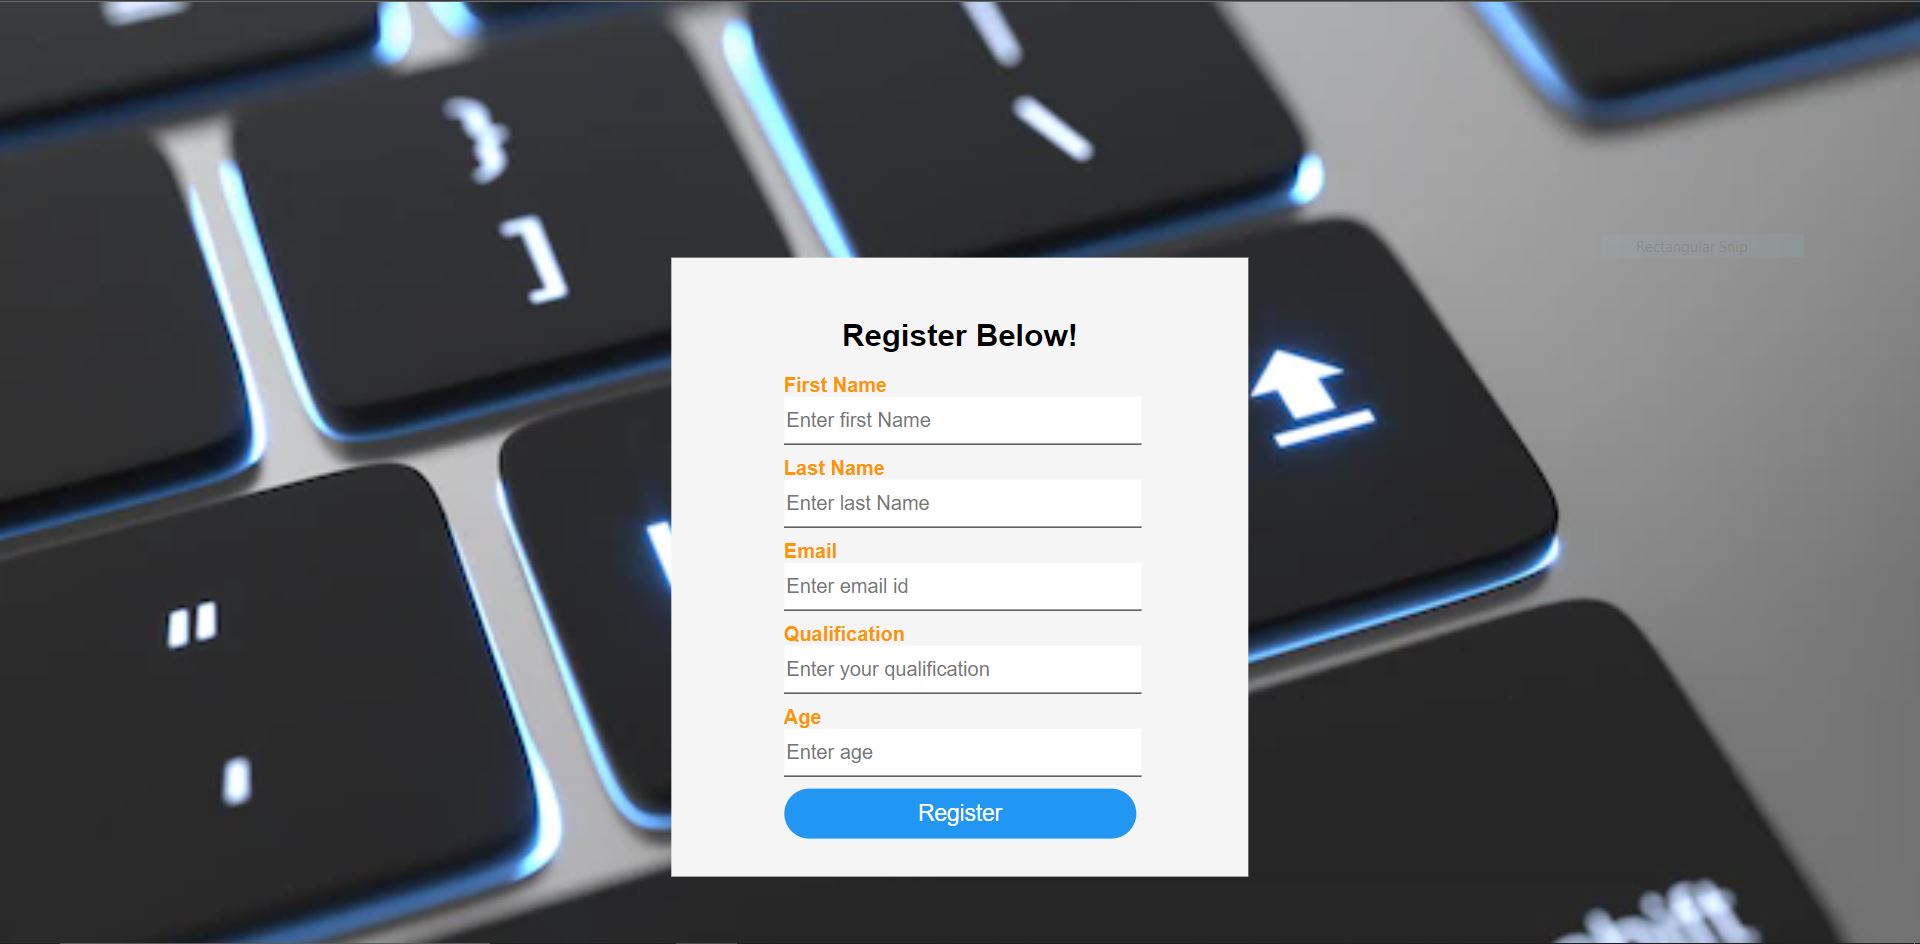 }
]
\
Rectangular Snip
Register Below!
First Name
Enter first Name
Last Name
Enter last Name
Email
Enter email id
"
'
Qualification
Enter your qualification
Age
Enter age
Register
shift